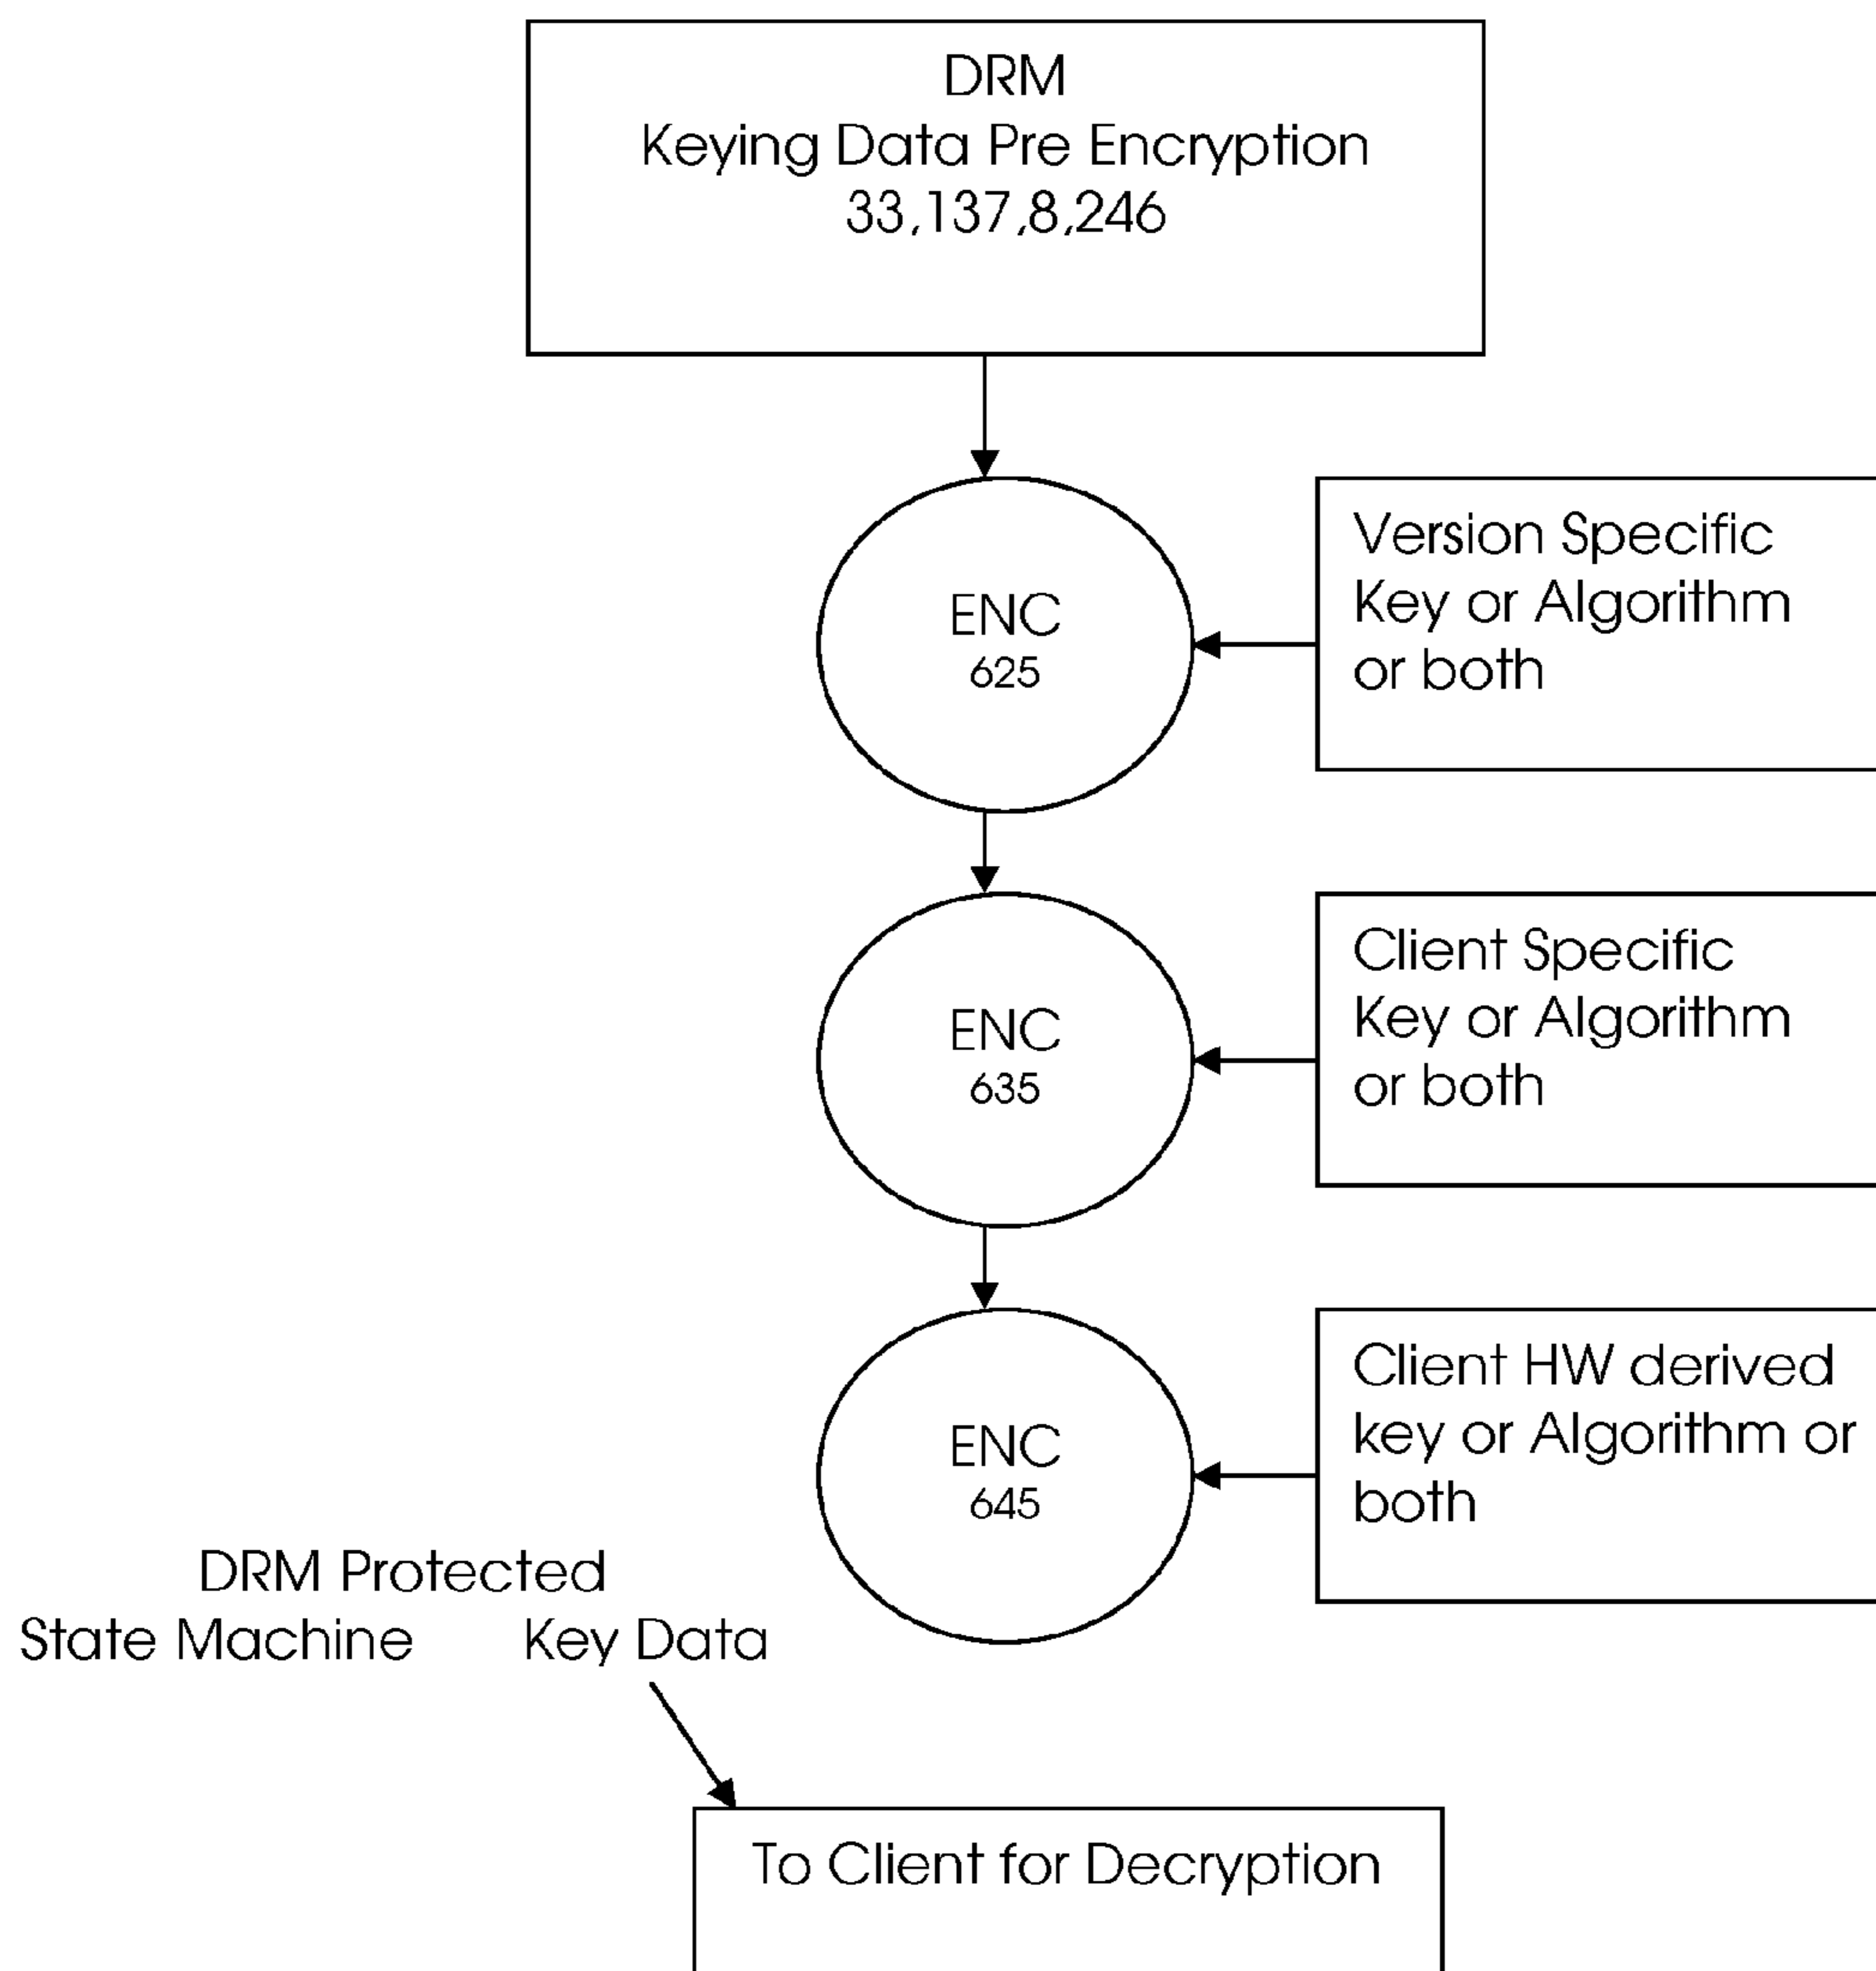 DRM
Keying Data Pre Encryption
33,137,8,246
ENC
625
Version Specific
Key or Algorithm
or both
ENC
635
Client Specific
Key or Algorithm
or both
ENC
645
Client HW derived
key or Algorithm or
both
DRM Protected
State Machine Key Data
To Client for Decryption